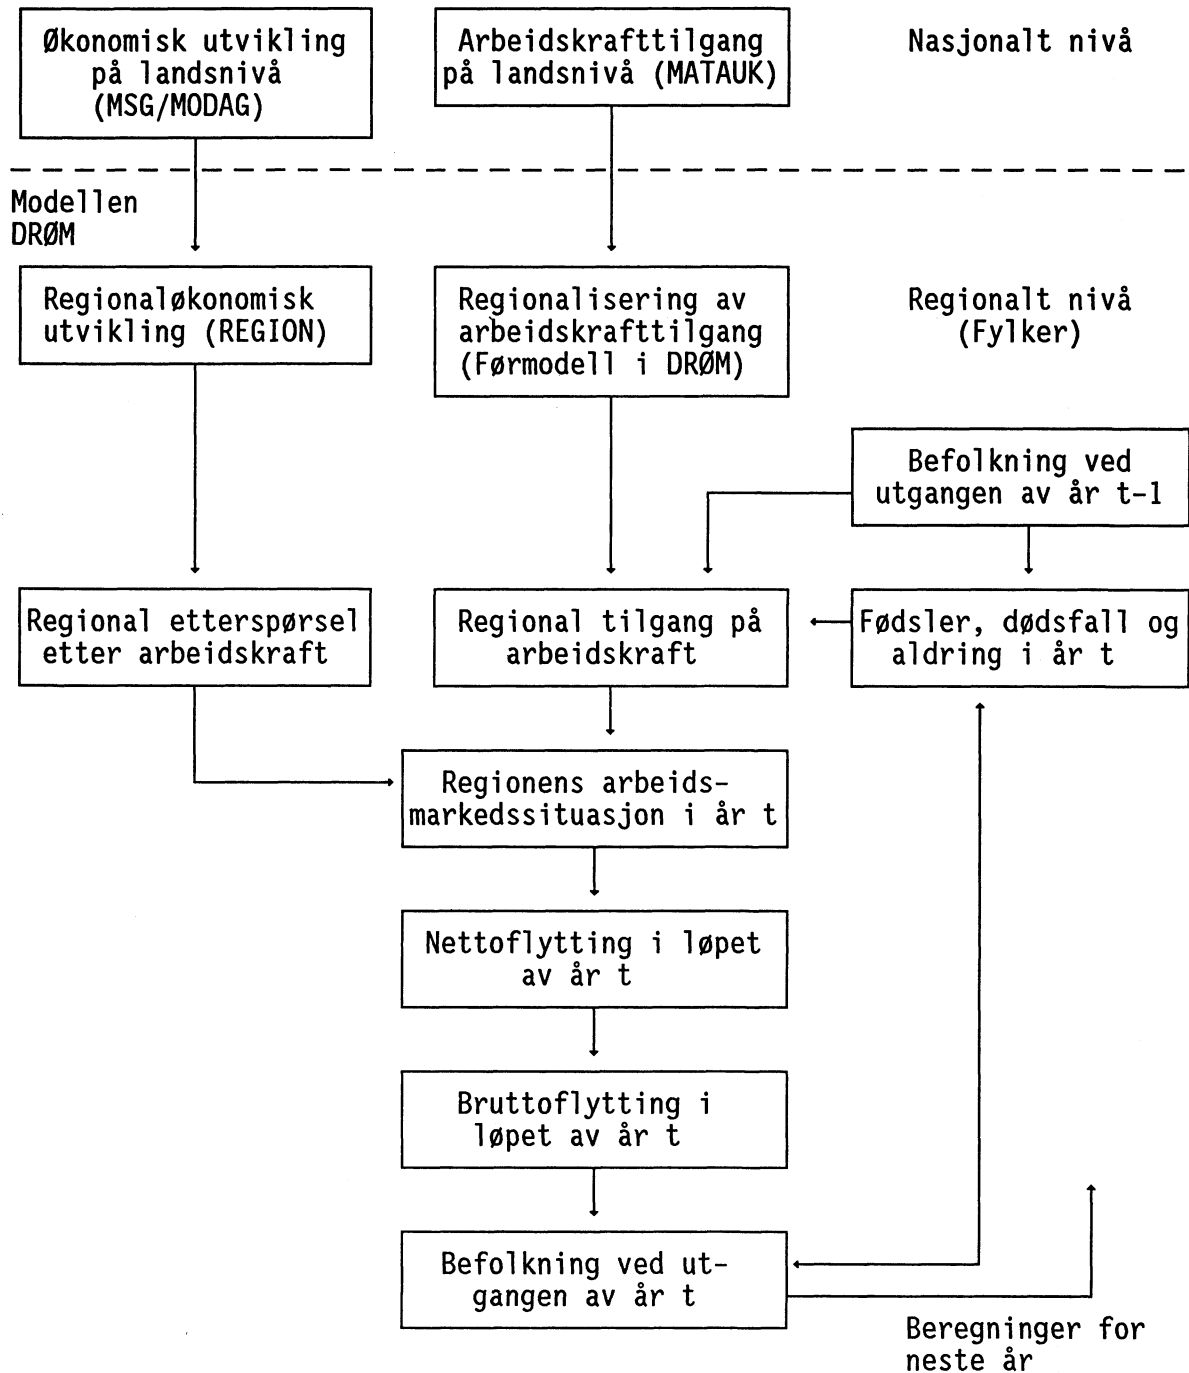 Økonomisk utvikling
på landsnivå
(MSG/MODAG)
Arbeidskrafttilgang
på landsnivå (MATAUK)
Nasjonalt nivå
Modellen
DRØM
Regionaløkonomisk
utvikling (REGION)
Regionalisering av
arbeidskrafttilgang
(Førmodell i DRØM)
Regionalt nivå
(Fylker)
Befolkning ved
utgangen av år t-1
Regional etterspørsel
etter arbeidskraft
Regional tilgang på
arbeidskraft
Fødsler, dødsfall og
aldring i år t
Regionens arbeids-
markedssituasjon i år t
Nettoflytting i løpet
av år t
Bruttoflytting i
løpet av år t
Befolkning ved ut-
gangen av år t
Beregninger for
neste år